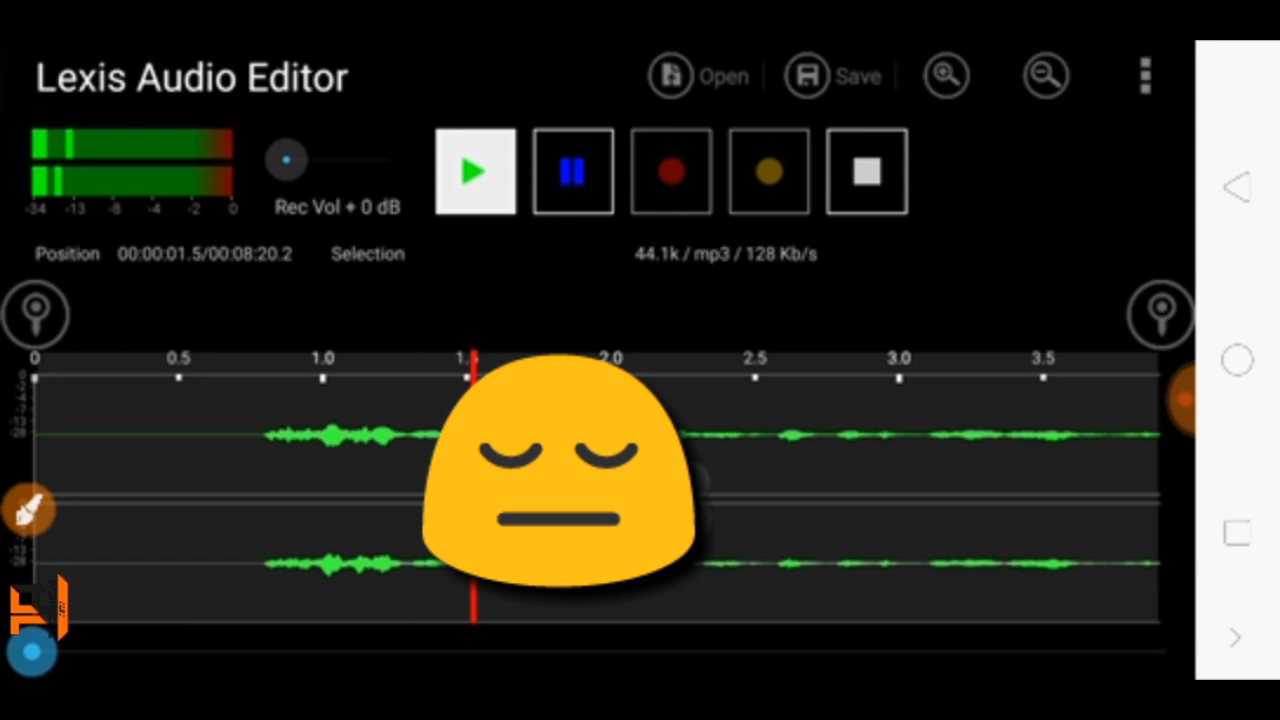 Lexis Audio Editor
Open
Save
-34 -13 -8 -4 -2 0
Rec Vol + 0 dB
Position 00:00:01.5/00:08:20.2 Selection 44.1k / mp3 / 128 Kb/s
0 0.5 1.0 2.0 2.5 3.0 3.5